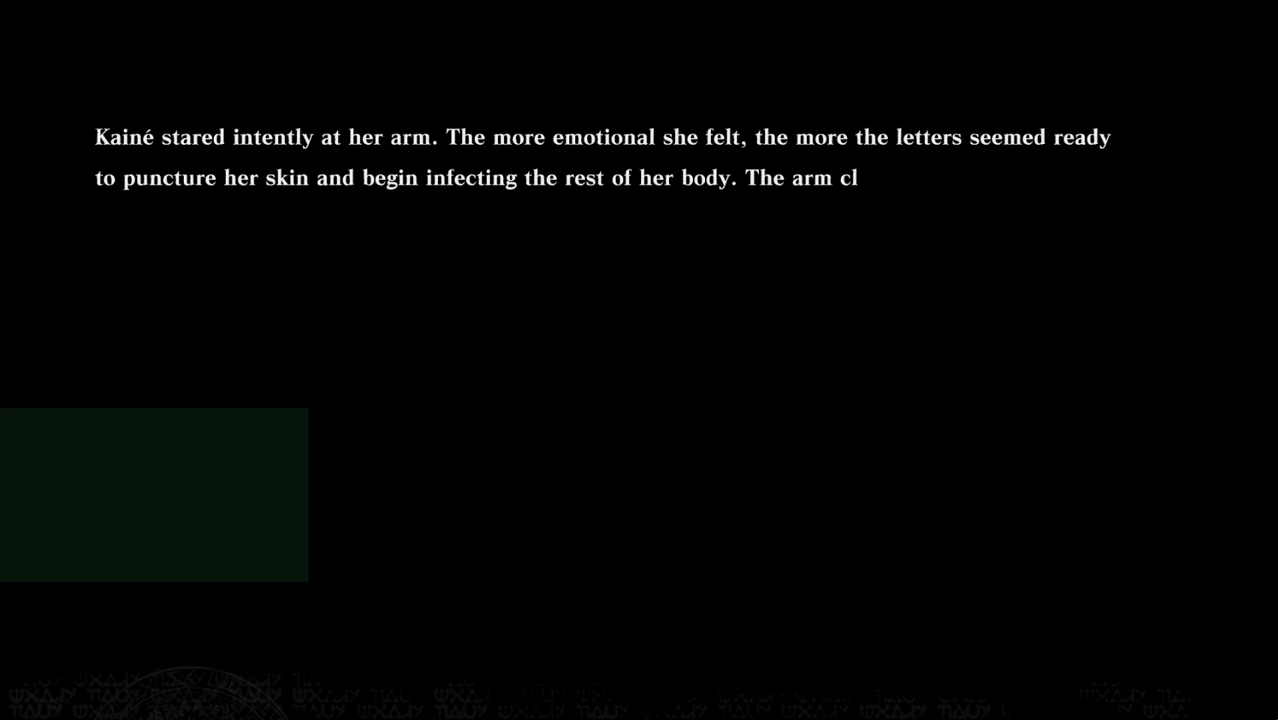 Kainé stared intently at her arm. The more emotional she felt, the more the letters seemed ready
to puncture her skin and begin infecting the rest of her body. The arm cl